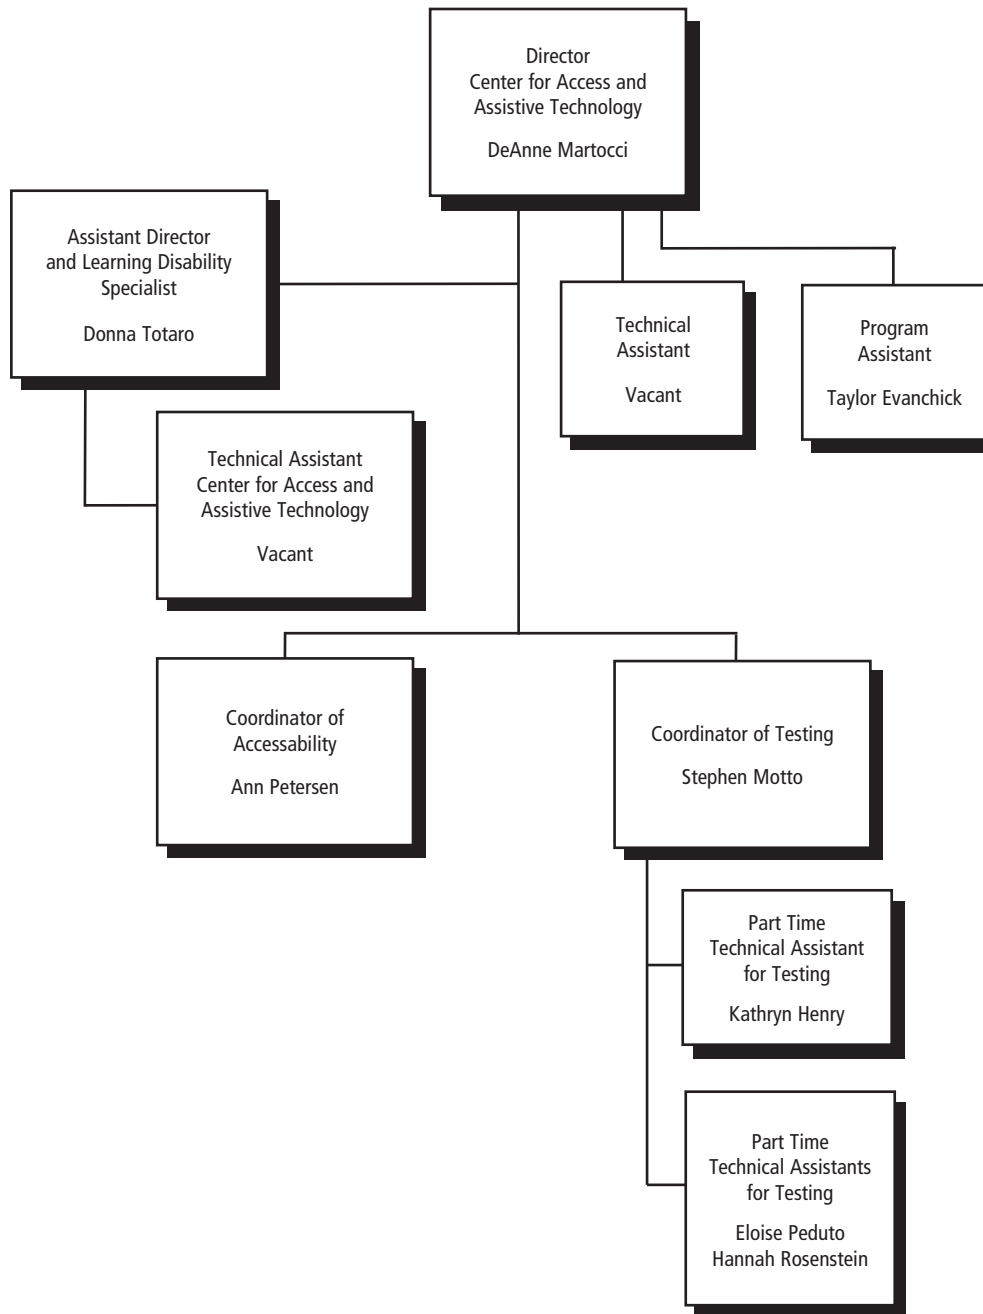 Director
Center for Access and
Assistive Technology
DeAnne Martocci
Assistant Director
and Learning Disability
Specialist
Donna Totaro
Technical
Assistant
Vacant
Program
Assistant
Taylor Evanchick
Technical Assistant
Center for Access and
Assistive Technology
Vacant
Coordinator of
Accessability
Ann Petersen
Coordinator of Testing
Stephen Motto
Part Time
Technical Assistant
for Testing
Kathryn Henry
Part Time
Technical Assistants
for Testing
Eloise Peduto
Hannah Rosenstein